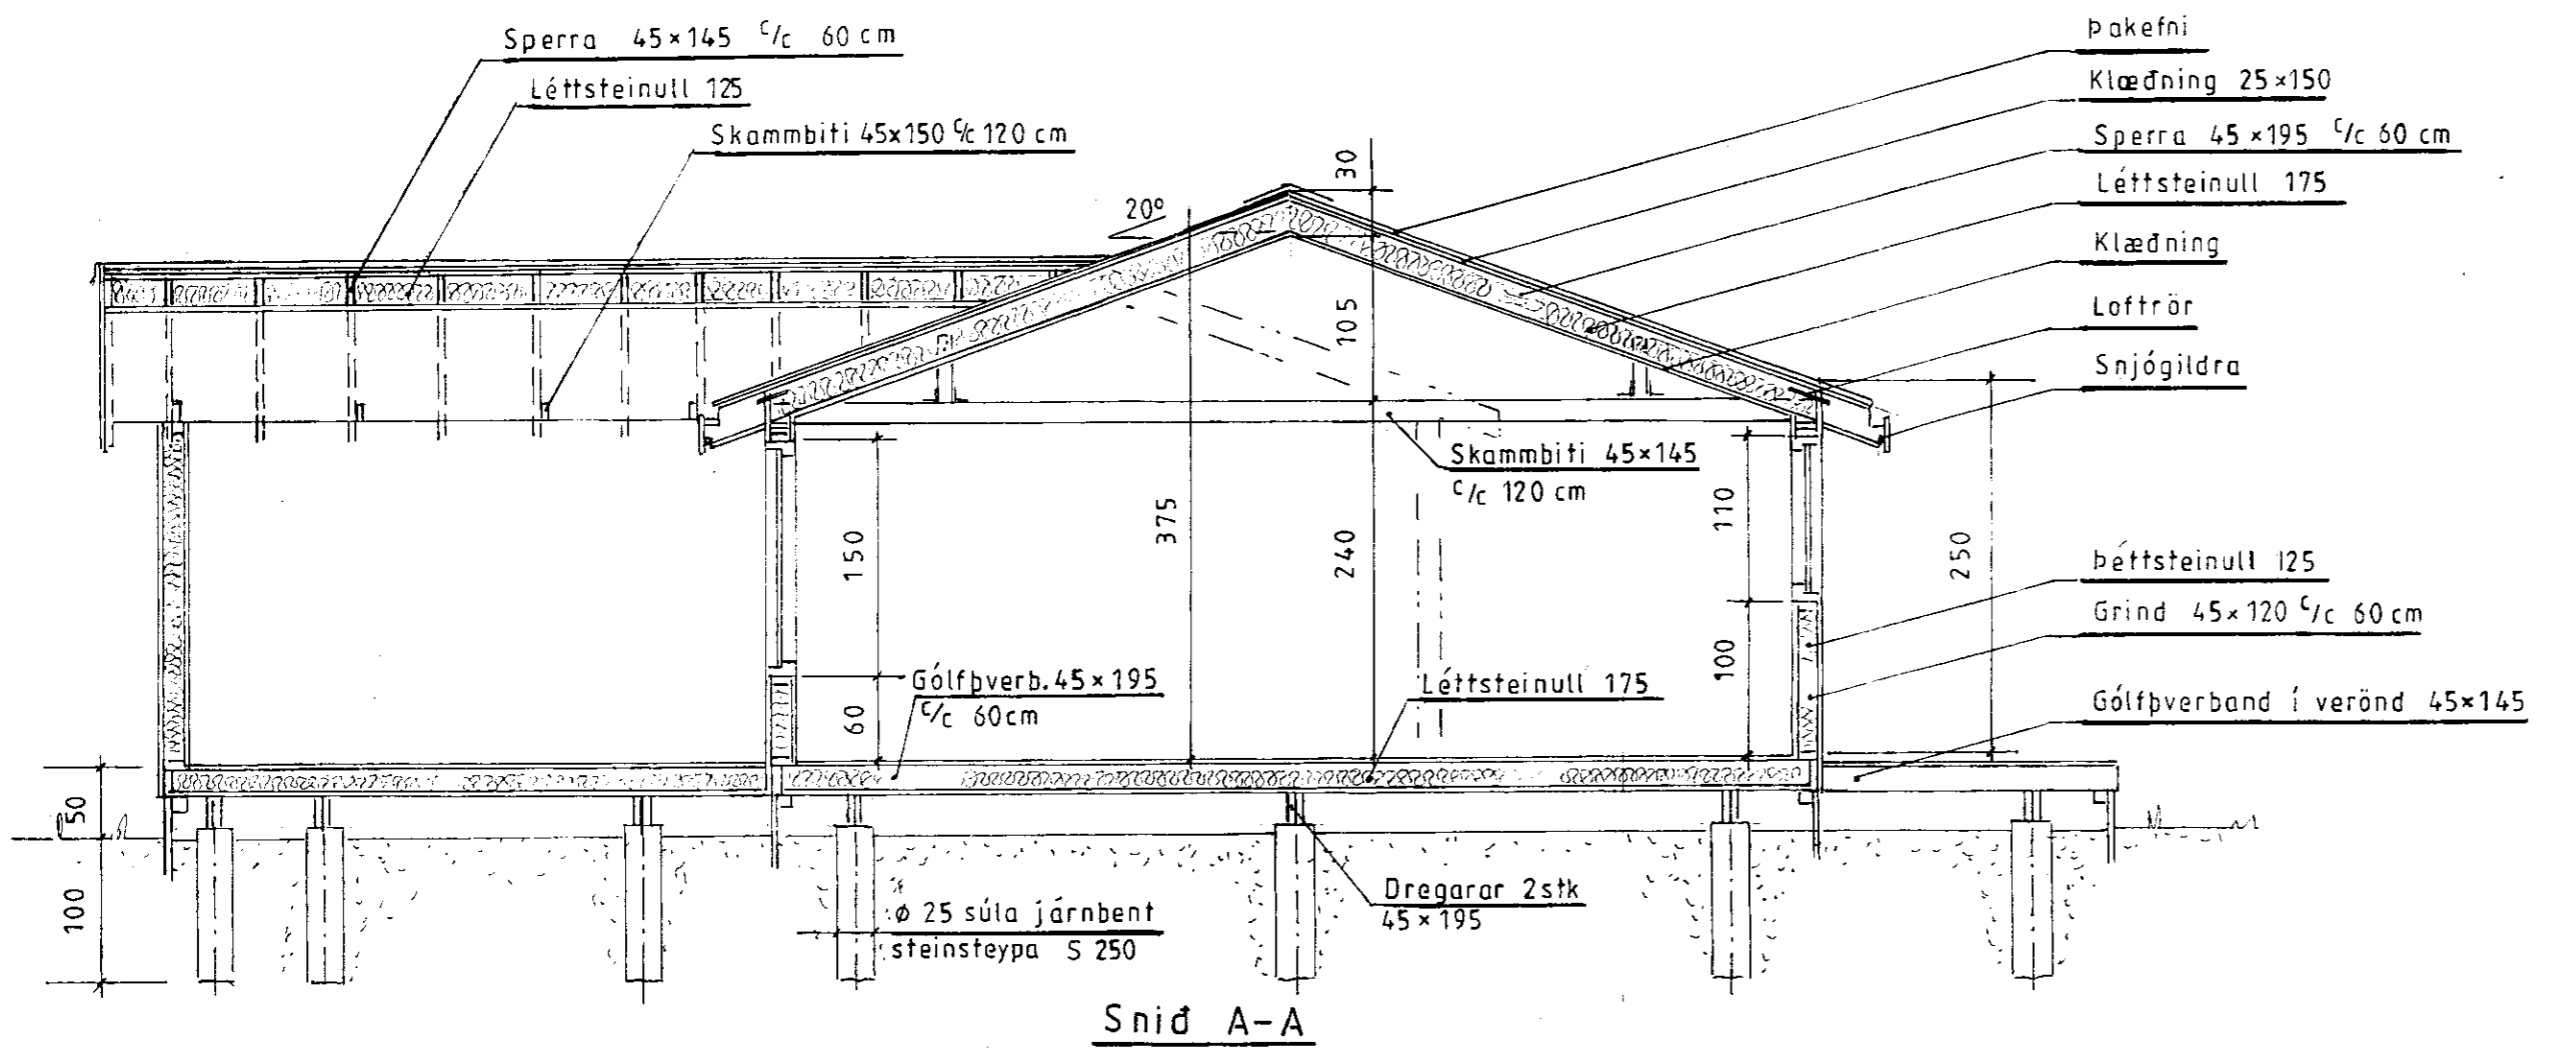 Sperra 45×145 c/c 60 cm
Léttsteinull 125
Skammbiti 45x150 c/c 120 cm
Þakefni
Klæðning 25×150
Sperra 45×195 c/c 60 cm
Léttsteinull 175
Klæðning
Loftrör
Snjógildra
30
20°
105
Skammbiti 45×145
c/c 120 cm
375
240
150
60
110
100
250
Þéttsteinull 125
Grind 45×120 c/c 60 cm
Gólfþverband í verönd 45×145
Gólfþverb. 45×195
c/c 60cm
Léttsteinull 175
50
100
ø 25 súla járnbent
steinsteypa S 250
Dregarar 2stk
45×195
Snið A-A